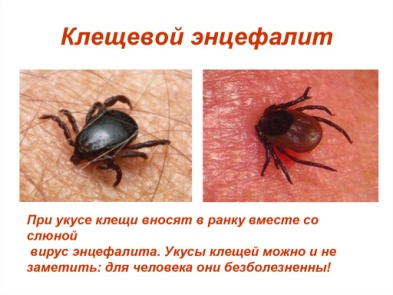 Клещевой энцефалит
При укусе клещи вносят в ранку вместе со
слюной
вирус энцефалита. Укусы клещей можно и не
заметить: для человека они безболезненны!